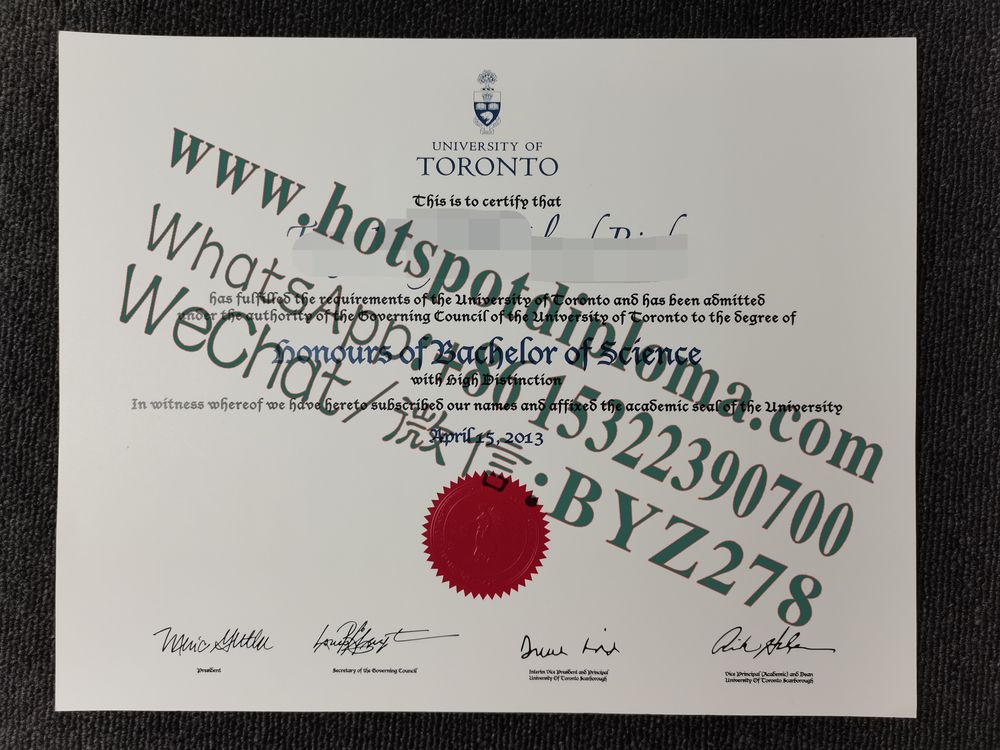 UNIVERSITY OF
TORONTO
This is to certify that
has fulfilled the requirements of the University of Toronto and has been admitted
under the authority of the Governing Council of the University of Toronto to the degree of
Honours of Bachelor of Science
with High Distinction
In witness whereof we have hereto subscribed our names and affixed the academic seal of the University
April 15, 2013
www.hotspotdiploma.com
WhatsApp:+86 15322390700
WeChat/微信:BYZ278
President
Secretary of the Governing Council
Interim Vice President and Principal
University Of Toronto Scarborough
Vice Principal (Academic) and Dean
University Of Toronto Scarborough